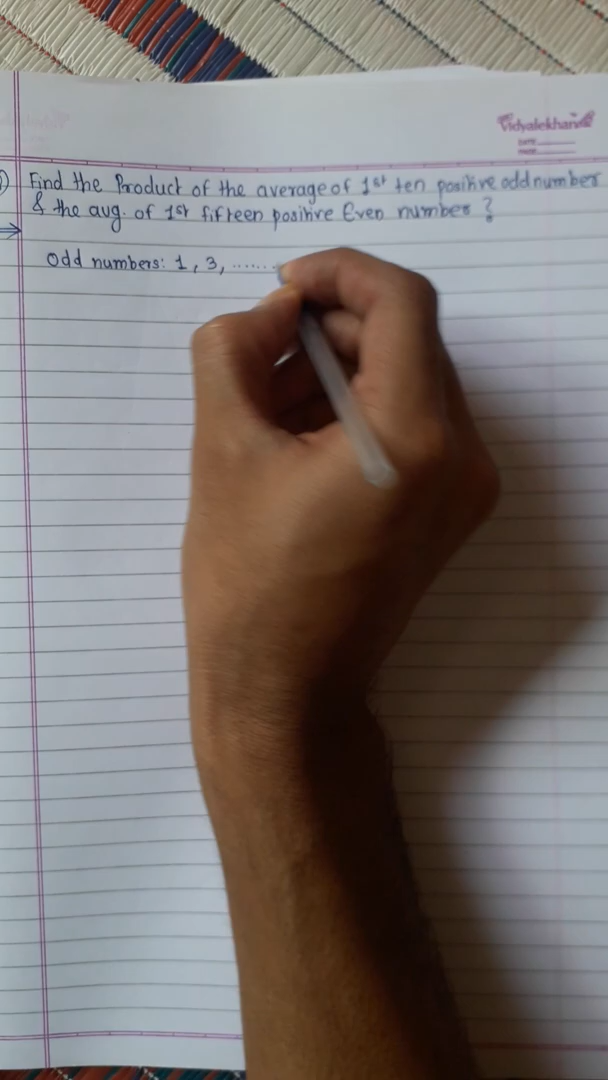 Vidyalekhan
Find the Product of the average of 1st ten positive odd number
& the avg. of 1st fifteen positive Even number ?
Odd numbers: 1, 3, .......